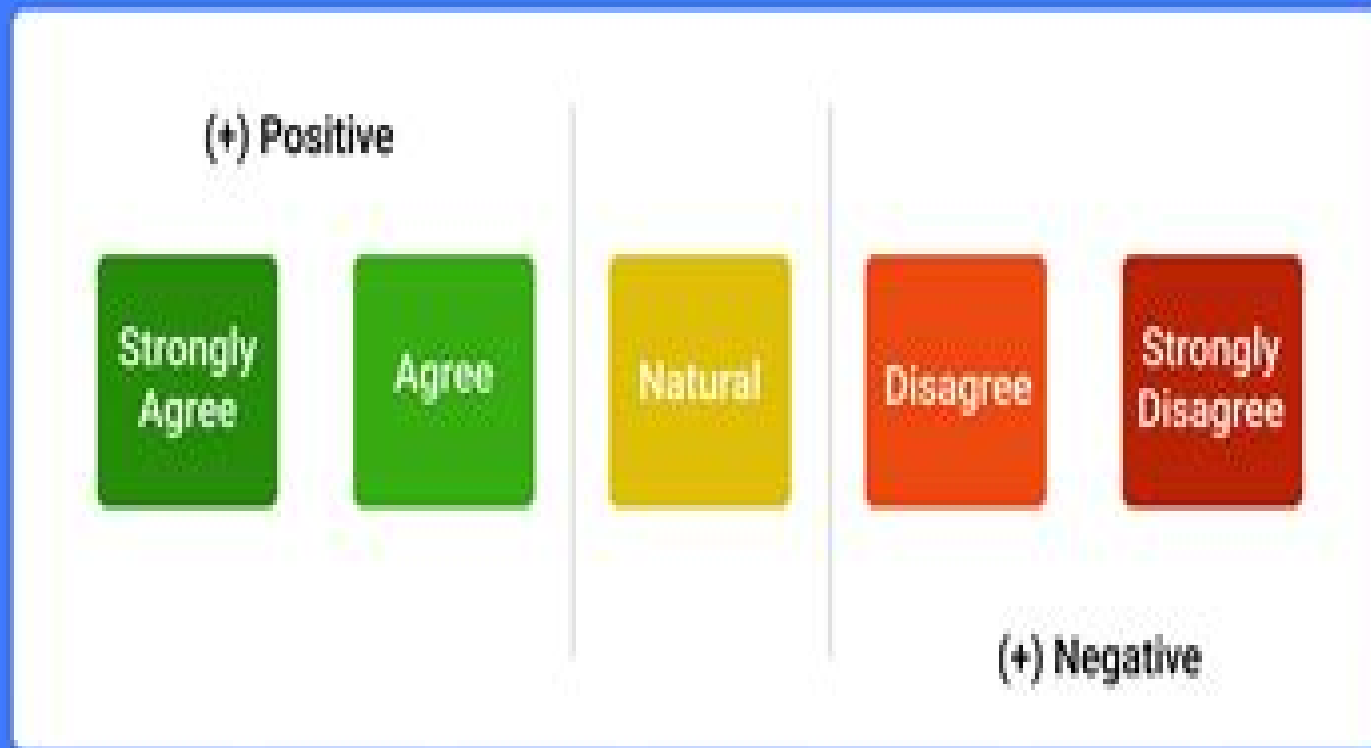 (+) Positive
Strongly
Agree
Agree
Natural
Disagree
Strongly
Disagree
(+) Negative